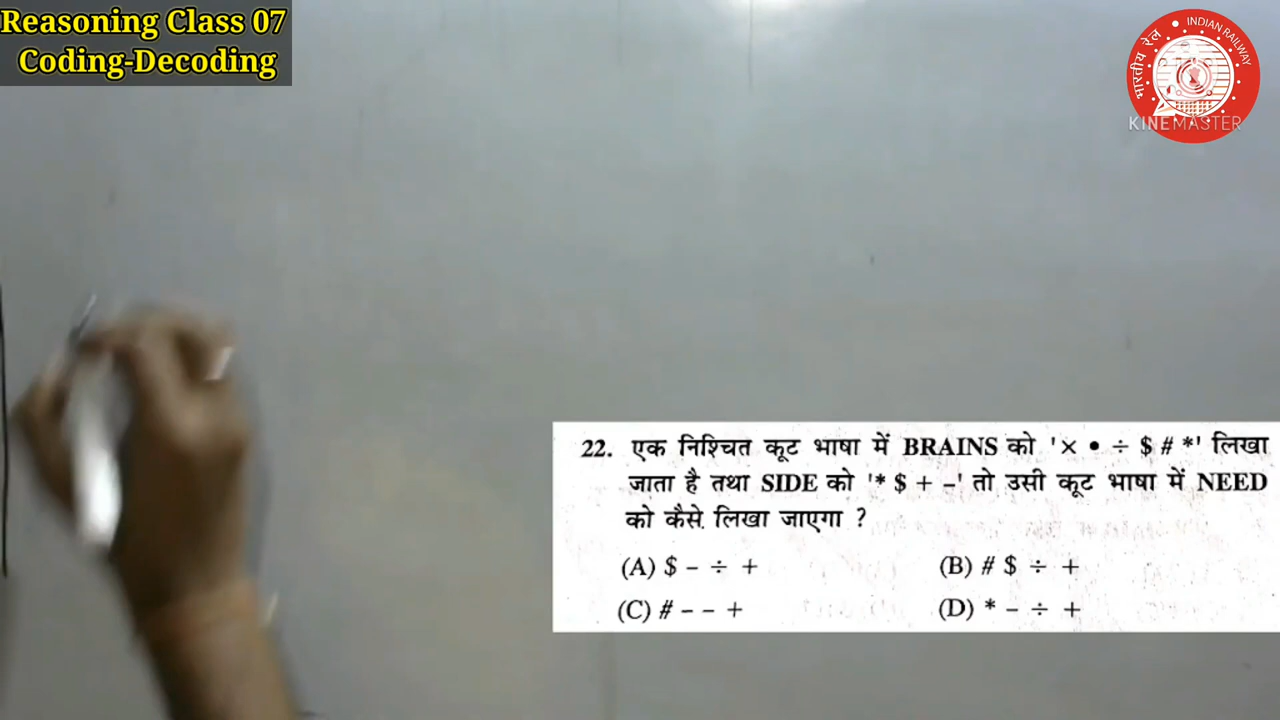 Reasoning Class 07
Coding-Decoding
भारतीय रेल • INDIAN RAILWAY
KINEMASTER
22. एक निश्चित कूट भाषा में BRAINS को '× • ÷ $ # *' लिखा
जाता है तथा SIDE को '* $ + –' तो उसी कूट भाषा में NEED
को कैसे लिखा जाएगा ?
(A) $ – ÷ + (B) # $ ÷ +
(C) # – – + (D) * – ÷ +